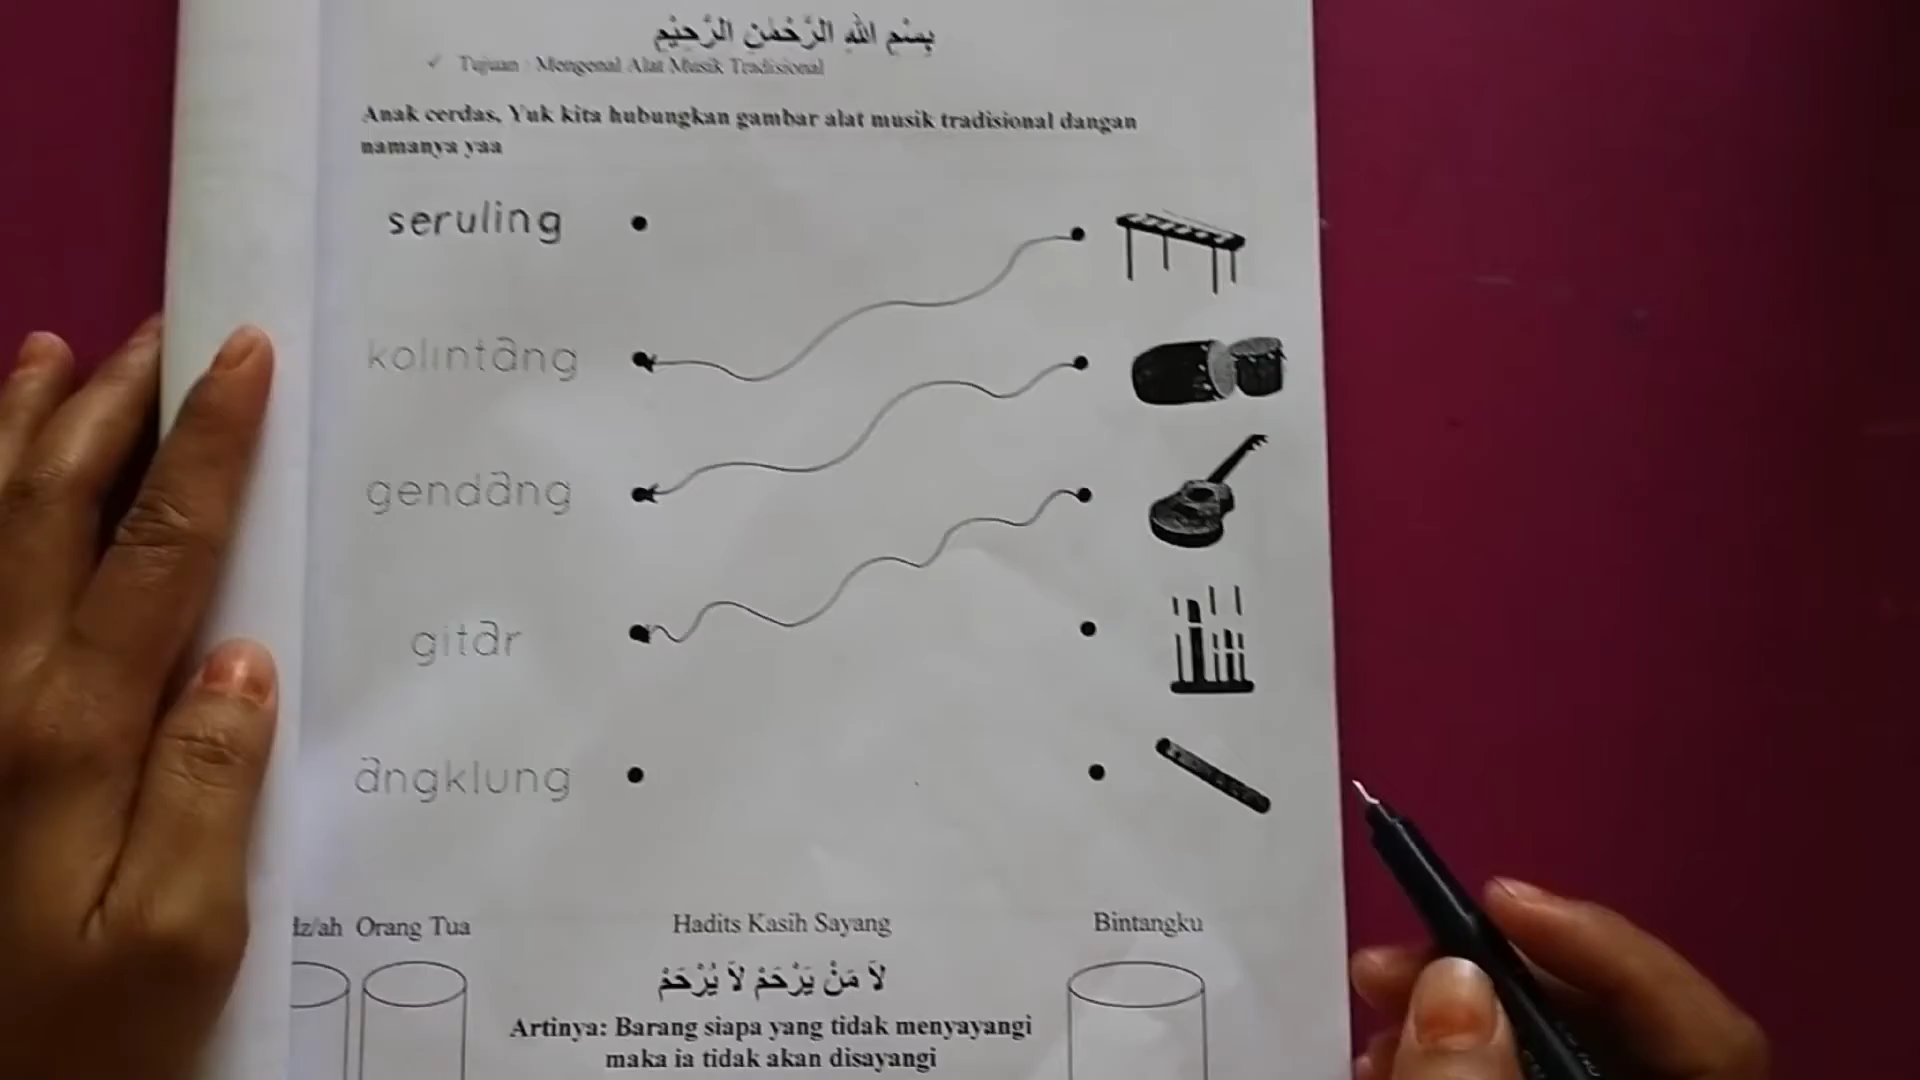 بِسْمِ اللهِ الرَّحْمٰنِ الرَّحِيْمِ
✓ Tujuan : Mengenal Alat Musik Tradisional
Anak cerdas, Yuk kita hubungkan gambar alat musik tradisional dangan
namanya yaa
seruling
kolintang
gendang
gitar
angklung
dz/ah Orang Tua
Hadits Kasih Sayang
Bintangku
لاَ مَنْ يَرْحَمْ لاَ يُرْحَمْ
Artinya: Barang siapa yang tidak menyayangi
maka ia tidak akan disayangi